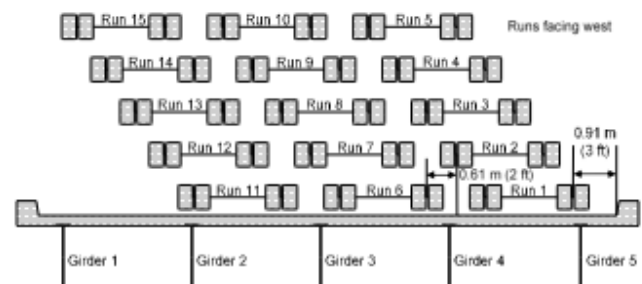 Run 15 Run 10 Run 5 Runs facing west
Run 14 Run 9 Run 4
Run 13 Run 8 Run 3
0.91 m
(3 ft)
Run 12 Run 7 Run 2
0.61 m (2 ft)
Run 11 Run 6 Run 1
Girder 1 Girder 2 Girder 3 Girder 4 Girder 5